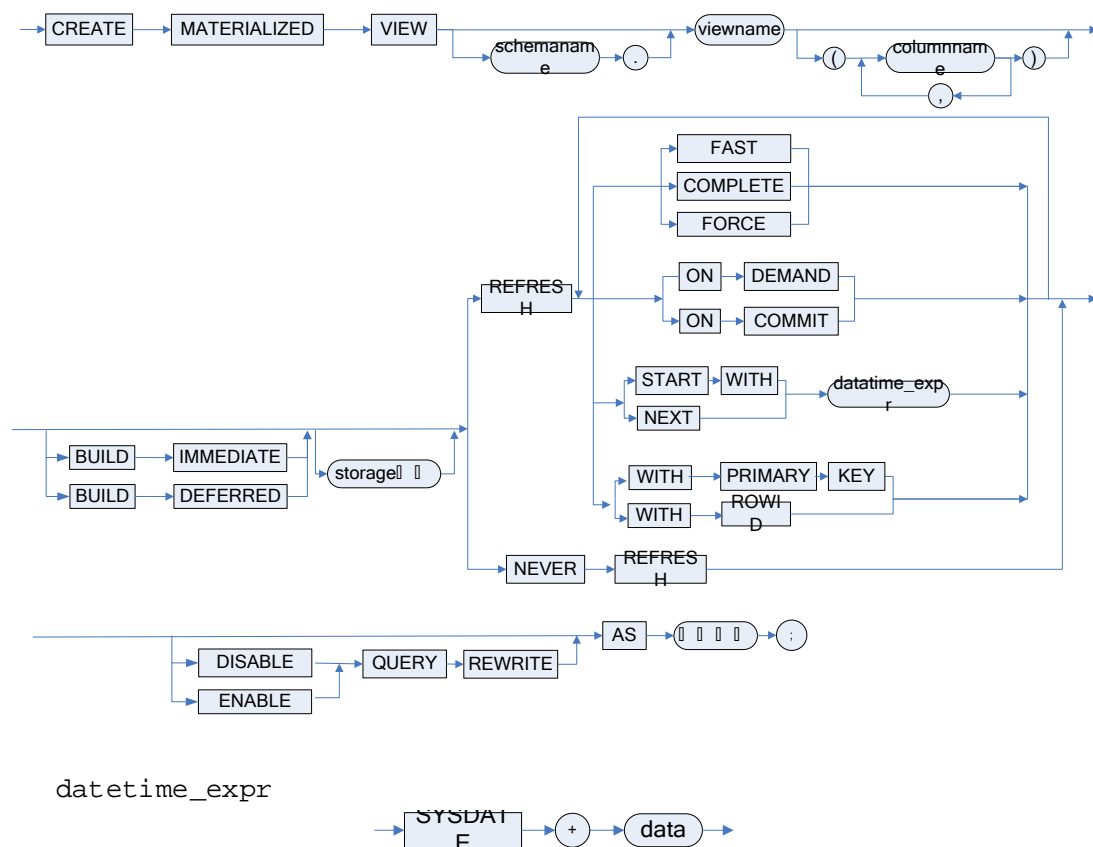 CREATE MATERIALIZED VIEW viewname
schemaname . ( columnname )
,
FAST
COMPLETE
FORCE
ON DEMAND
REFRESH
ON COMMIT
START WITH datatime_expr
NEXT
BUILD IMMEDIATE
storage
BUILD DEFERRED
WITH PRIMARY KEY
WITH ROWID
NEVER REFRESH
AS ;
DISABLE QUERY REWRITE
ENABLE
datetime_expr
SYSDATE + data